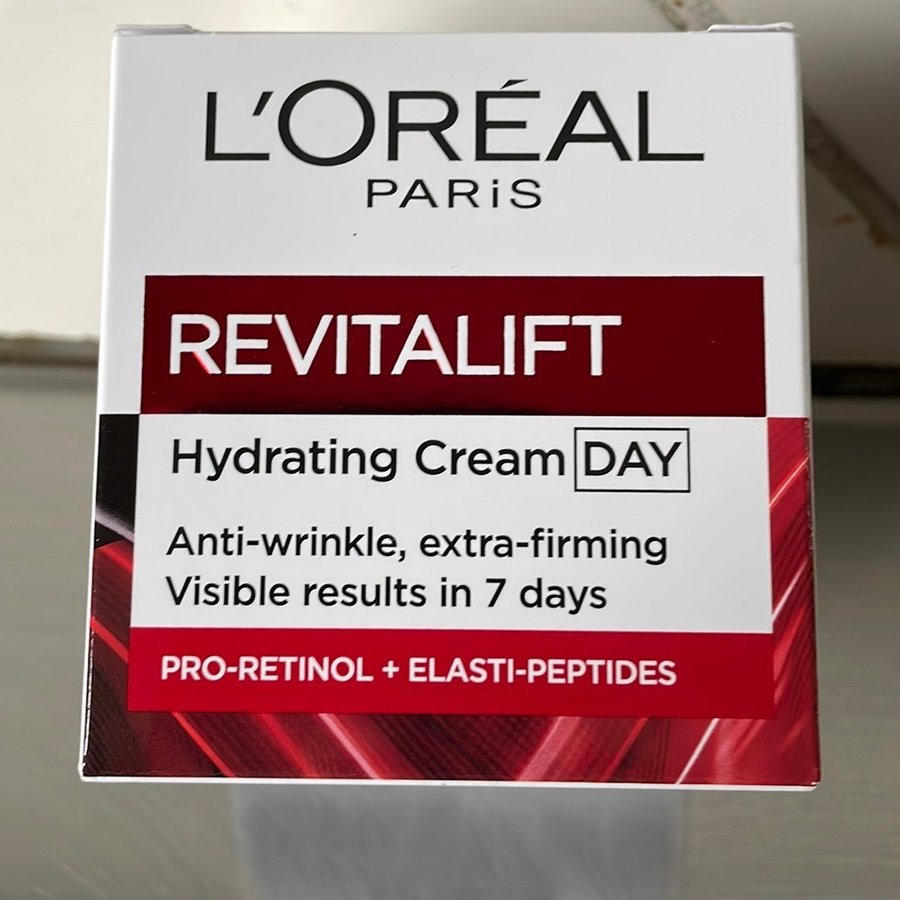 L'ORÉAL
PARiS
REVITALIFT
Hydrating Cream DAY
Anti-wrinkle, extra-firming
Visible results in 7 days
PRO-RETINOL + ELASTI-PEPTIDES